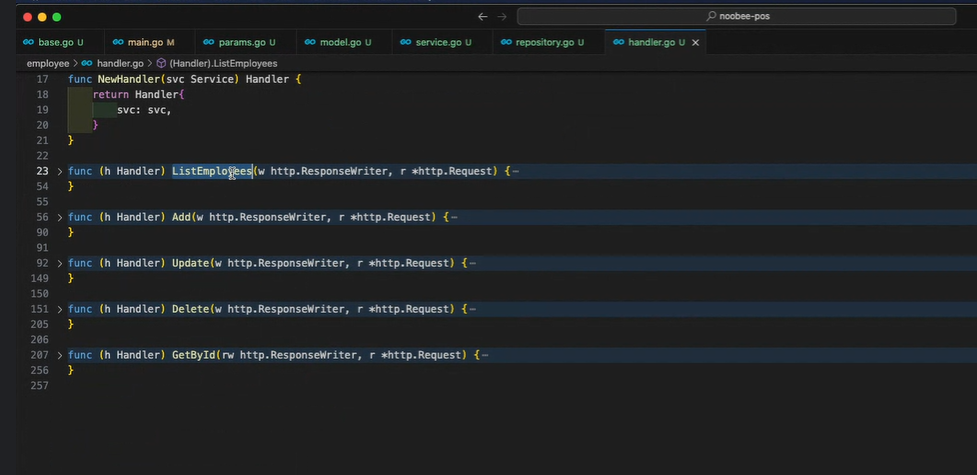 noobee-pos
base.go U main.go M params.go U model.go U service.go U repository.go U handler.go U
employee > handler.go > (Handler).ListEmployees
17 func NewHandler(svc Service) Handler {
18 return Handler{
19 svc: svc,
20 }
21 }
22
23 func (h Handler) ListEmployees(w http.ResponseWriter, r *http.Request) {⋯
54 }
55
56 func (h Handler) Add(w http.ResponseWriter, r *http.Request) {⋯
90 }
91
92 func (h Handler) Update(w http.ResponseWriter, r *http.Request) {⋯
149 }
150
151 func (h Handler) Delete(w http.ResponseWriter, r *http.Request) {⋯
205 }
206
207 func (h Handler) GetById(rw http.ResponseWriter, r *http.Request) {⋯
256 }
257